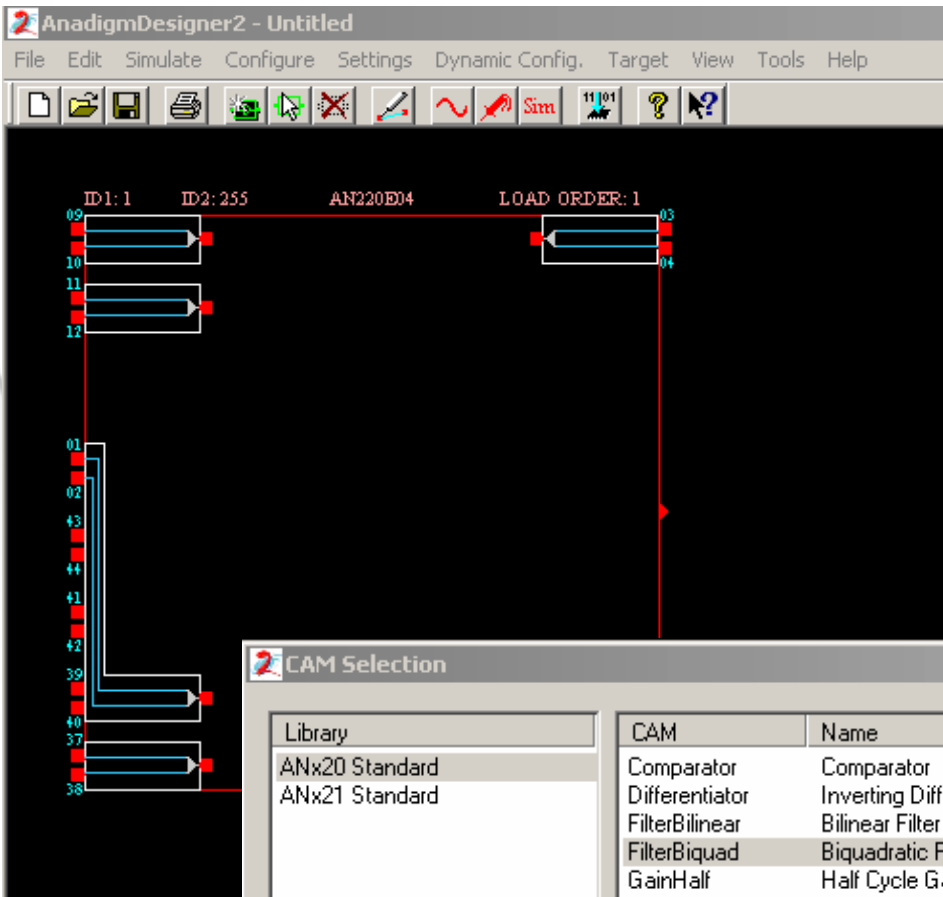 AnadigmDesigner2 - Untitled
File Edit Simulate Configure Settings Dynamic Config. Target View Tools Help
Sim 11 01
ID1: 1 ID2: 255 AN220E04 LOAD ORDER: 1
09 03
10 04
11
12
01
02
43
44
41
42
39
40
37
38
CAM Selection
Library CAM Name
ANx20 Standard Comparator Comparator
ANx21 Standard Differentiator Inverting Diff
FilterBilinear Bilinear Filter
FilterBiquad Biquadratic F
GainHalf Half Cycle Ga